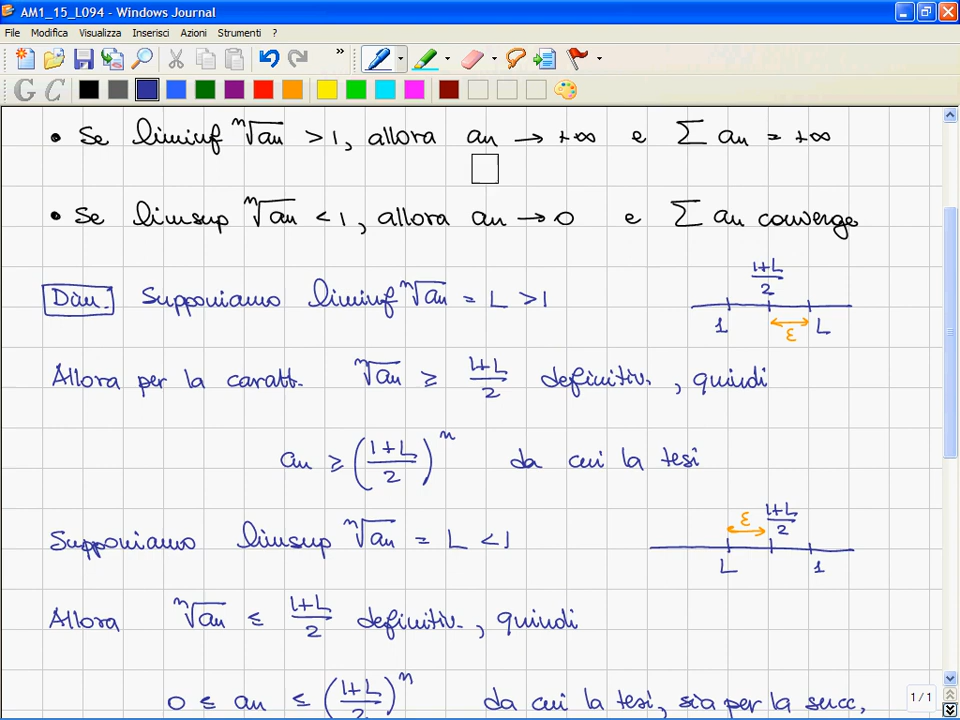 AM1_15_L094 - Windows Journal
File Modifica Visualizza Inserisci Azioni Strumenti ?
• Se liminf ⁿ√an > 1, allora an → +∞ e ∑ an = +∞
• Se limsup ⁿ√an < 1, allora an → 0 e ∑ an converge
1+L
2
Dim. Supponiamo liminf ⁿ√an = L > 1
1 ε L
Allora per la caratt. ⁿ√an ≥ (1+L)/2 definitiv., quindi
an ≥ ((1+L)/2)ⁿ da cui la tesi
ε (1+L)/2
Supponiamo limsup ⁿ√an = L < 1
L 1
Allora ⁿ√an ≤ (1+L)/2 definitiv., quindi
0 ≤ an ≤ ((1+L)/2)ⁿ da cui la tesi, sia per la succ,
1 / 1